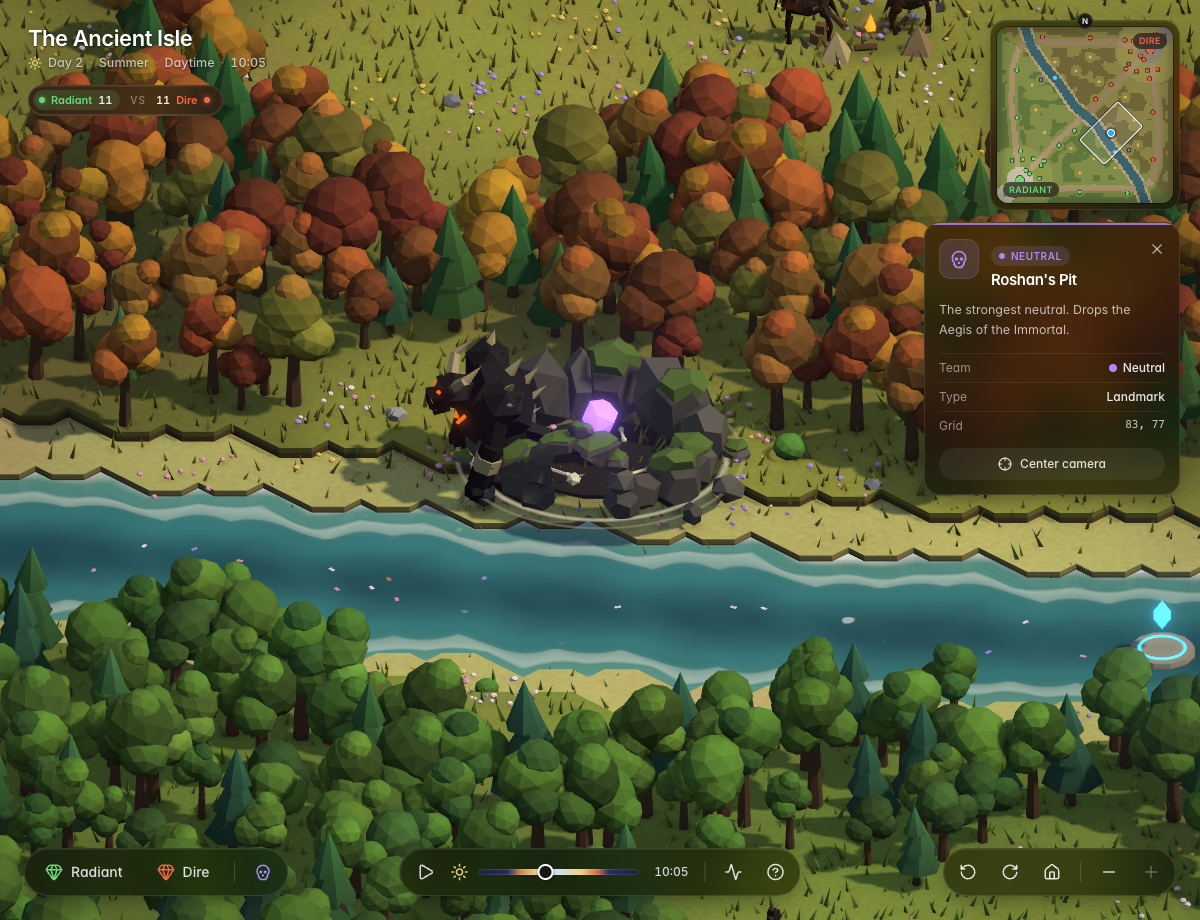 The Ancient Isle
Day 2 · Summer · Daytime · 10:05
Radiant 11 VS 11 Dire
N
DIRE
RADIANT
NEUTRAL
Roshan's Pit
The strongest neutral. Drops the
Aegis of the Immortal.
Team Neutral
Type Landmark
Grid 83, 77
Center camera
Radiant Dire
10:05